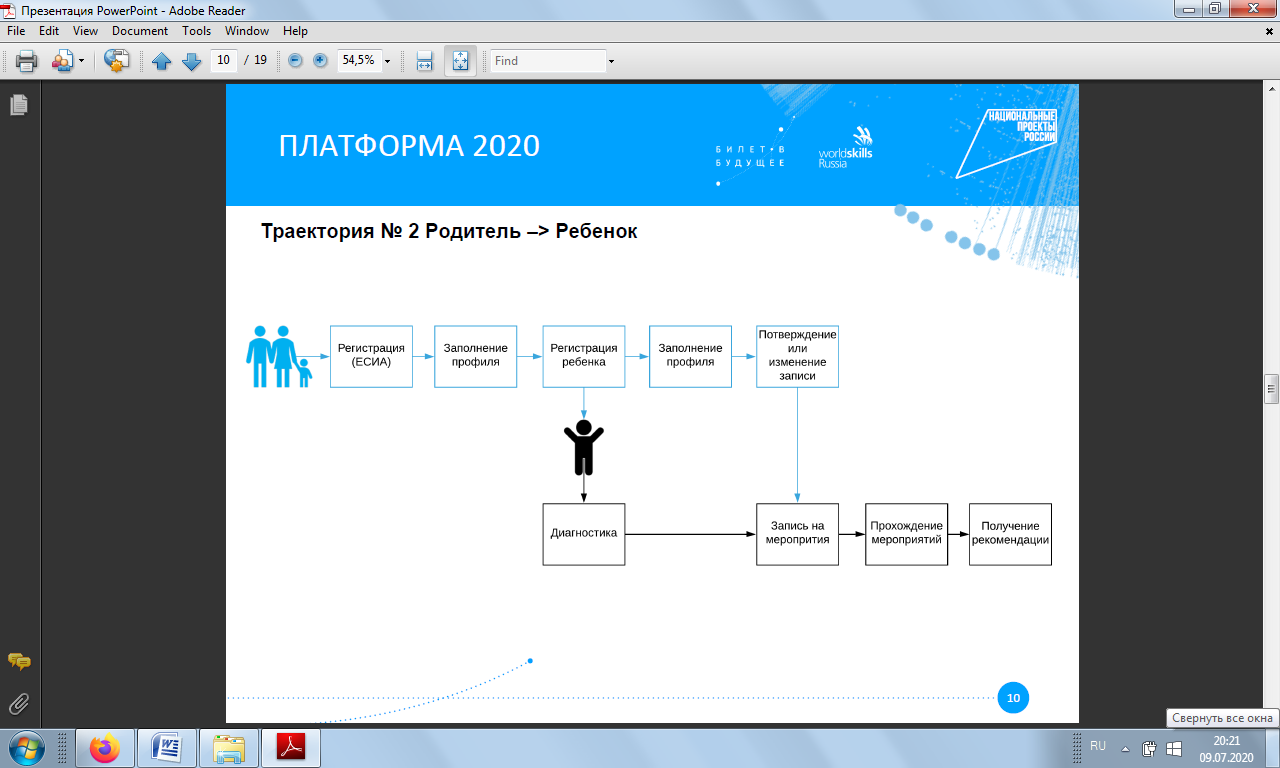 Презентация PowerPoint - Adobe Reader
File Edit View Document Tools Window Help
10 / 19 54,5% Find
ПЛАТФОРМА 2020
БИЛЕТ В
БУДУЩЕЕ
worldskills
Russia
НАЦИОНАЛЬНЫЕ
ПРОЕКТЫ
РОССИИ
Траектория № 2 Родитель –> Ребенок
Регистрация
(ЕСИА)
Заполнение
профиля
Регистрация
ребенка
Заполнение
профиля
Потверждение
или
изменение
записи
Диагностика
Запись на
меропрития
Прохождение
мероприятий
Получение
рекомендации
10
Свернуть все окна
RU
20:21
09.07.2020